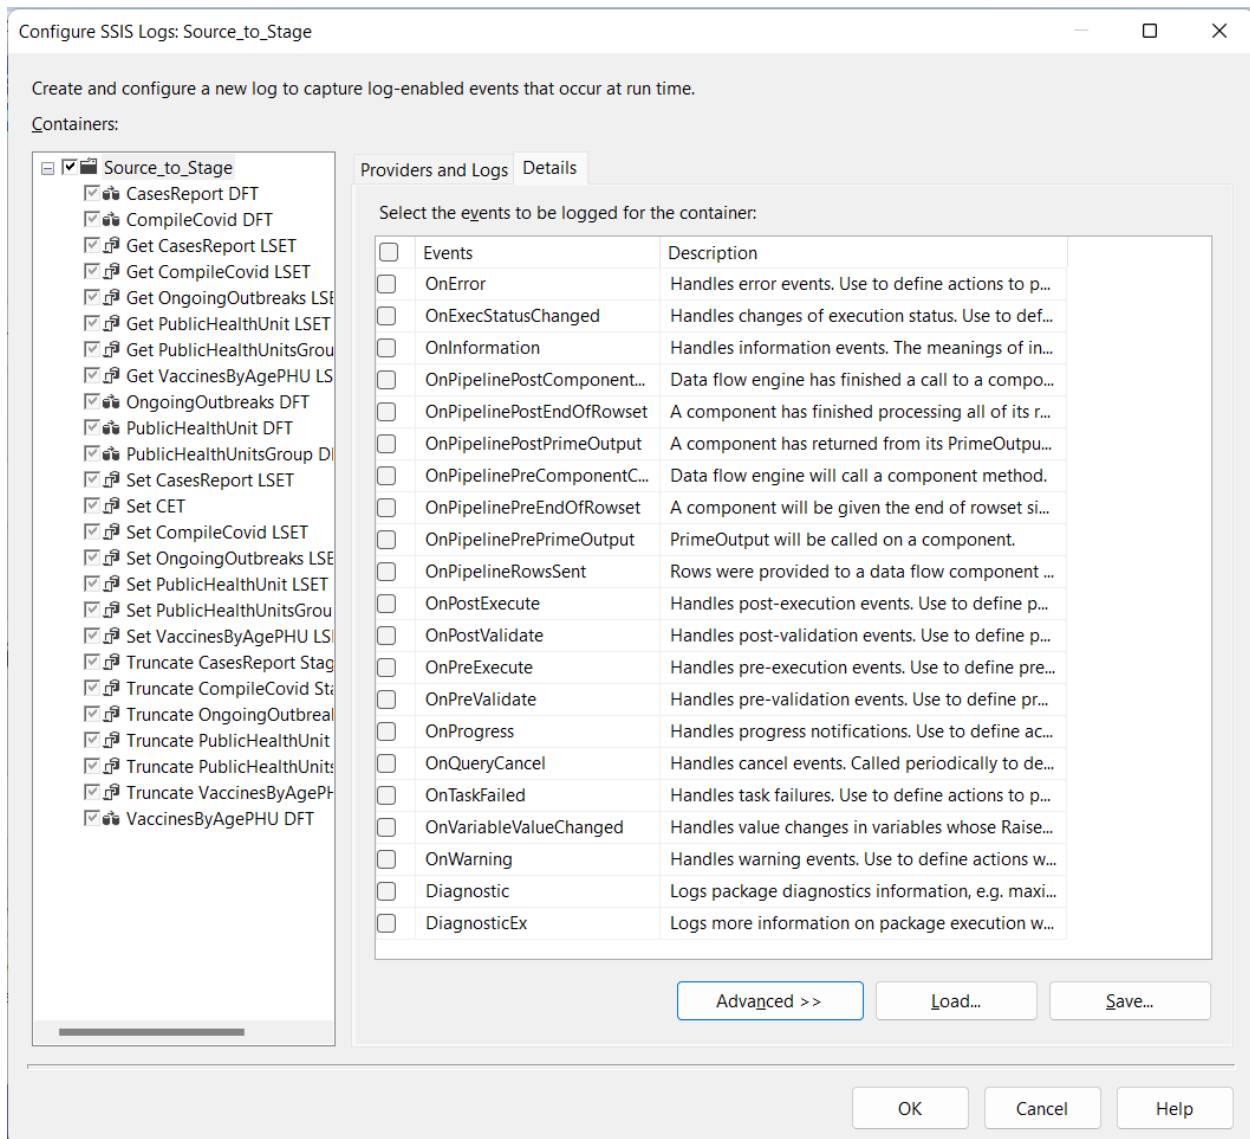 Configure SSIS Logs: Source_to_Stage
Create and configure a new log to capture log-enabled events that occur at run time.
Containers:
Source_to_Stage
CasesReport DFT
CompileCovid DFT
Get CasesReport LSET
Get CompileCovid LSET
Get OngoingOutbreaks LSE
Get PublicHealthUnit LSET
Get PublicHealthUnitsGrou
Get VaccinesByAgePHU LS
OngoingOutbreaks DFT
PublicHealthUnit DFT
PublicHealthUnitsGroup D
Set CasesReport LSET
Set CET
Set CompileCovid LSET
Set OngoingOutbreaks LSE
Set PublicHealthUnit LSET
Set PublicHealthUnitsGrou
Set VaccinesByAgePHU LS
Truncate CasesReport Stag
Truncate CompileCovid Sta
Truncate OngoingOutbreal
Truncate PublicHealthUnit
Truncate PublicHealthUnits
Truncate VaccinesByAgePH
VaccinesByAgePHU DFT
Providers and Logs Details
Select the events to be logged for the container:
Events Description
OnError Handles error events. Use to define actions to p...
OnExecStatusChanged Handles changes of execution status. Use to def...
OnInformation Handles information events. The meanings of in...
OnPipelinePostComponent... Data flow engine has finished a call to a compo...
OnPipelinePostEndOfRowset A component has finished processing all of its r...
OnPipelinePostPrimeOutput A component has returned from its PrimeOutpu...
OnPipelinePreComponentC... Data flow engine will call a component method.
OnPipelinePreEndOfRowset A component will be given the end of rowset si...
OnPipelinePrePrimeOutput PrimeOutput will be called on a component.
OnPipelineRowsSent Rows were provided to a data flow component ...
OnPostExecute Handles post-execution events. Use to define p...
OnPostValidate Handles post-validation events. Use to define p...
OnPreExecute Handles pre-execution events. Use to define pre...
OnPreValidate Handles pre-validation events. Use to define pr...
OnProgress Handles progress notifications. Use to define ac...
OnQueryCancel Handles cancel events. Called periodically to de...
OnTaskFailed Handles task failures. Use to define actions to p...
OnVariableValueChanged Handles value changes in variables whose Raise...
OnWarning Handles warning events. Use to define actions w...
Diagnostic Logs package diagnostics information, e.g. maxi...
DiagnosticEx Logs more information on package execution w...
Advanced >> Load... Save...
OK Cancel Help